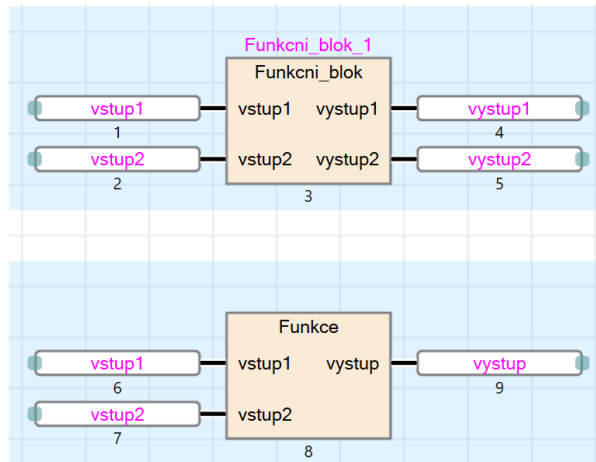 Funkcni_blok_1
Funkcni_blok
vstup1 vstup1 vystup1 vystup1
1 4
vstup2 vstup2 vystup2 vystup2
2 3 5
Funkce
vstup1 vstup1 vystup vystup
6 9
vstup2 vstup2
7 8